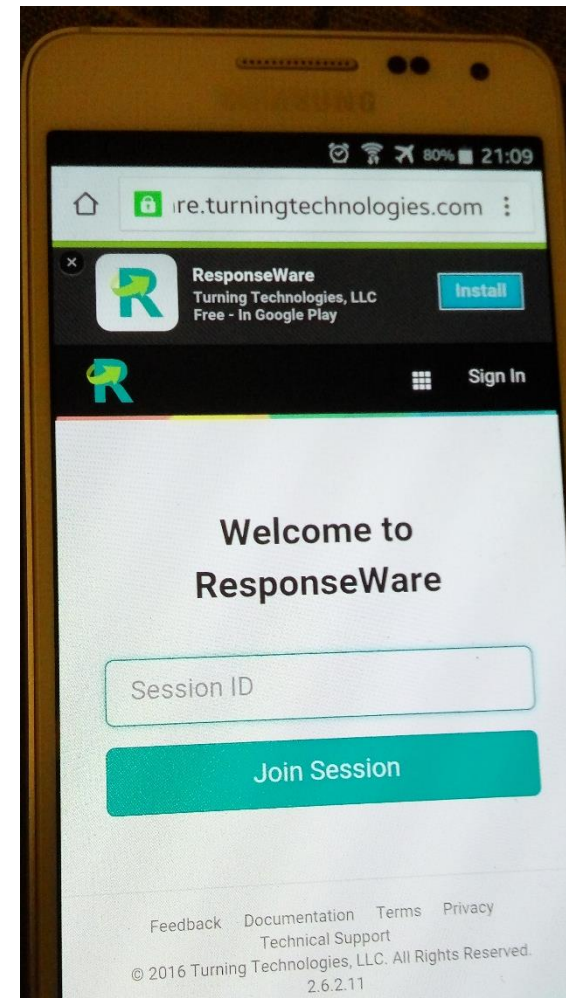 SAMSUNG
80% 21:09
re.turningtechnologies.com
ResponseWare
Turning Technologies, LLC
Free - In Google Play
Install
R
Sign In
Welcome to
ResponseWare
Session ID
Join Session
Feedback Documentation Terms Privacy
Technical Support
© 2016 Turning Technologies, LLC. All Rights Reserved.
2.6.2.11